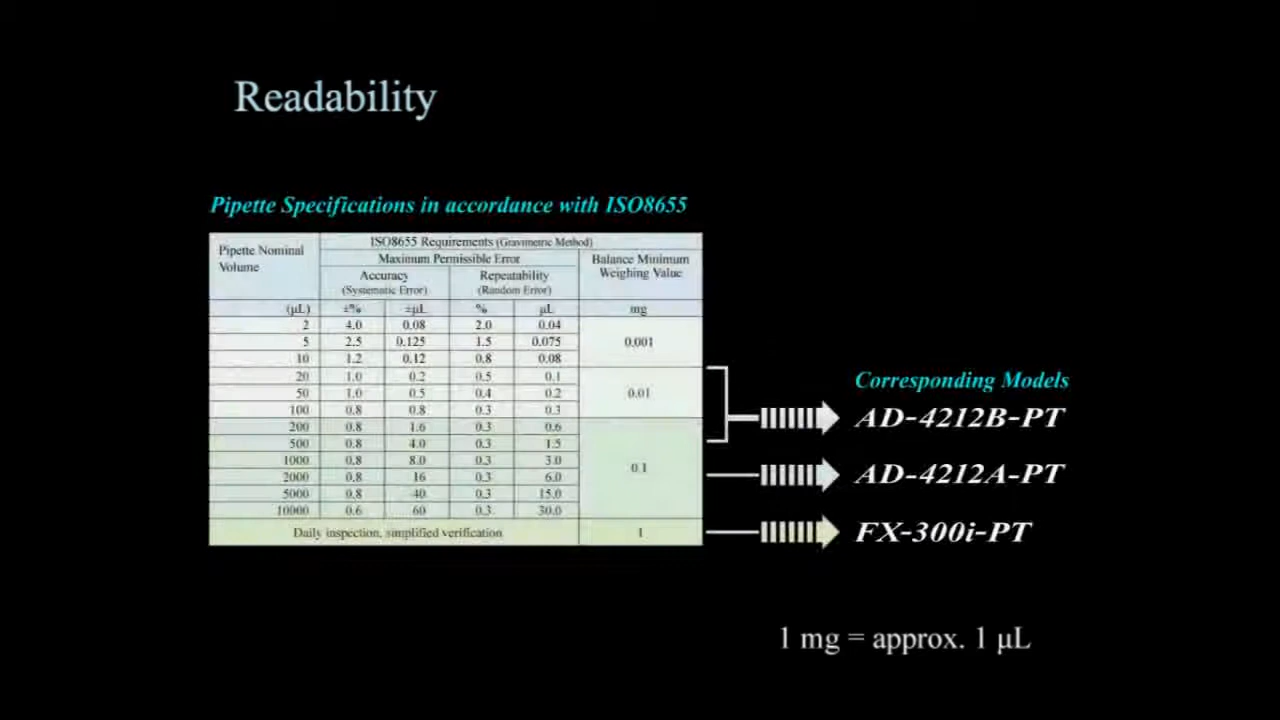 Readability
Pipette Specifications in accordance with ISO8655
Pipette Nominal Volume
ISO8655 Requirements (Gravimetric Method)
Maximum Permissible Error
Balance Minimum Weighing Value
Accuracy (Systematic Error)
Repeatability (Random Error)
(μL) ±% ±μL % μL mg
2 4.0 0.08 2.0 0.04
5 2.5 0.125 1.5 0.075 0.001
10 1.2 0.12 0.8 0.08
20 1.0 0.2 0.5 0.1
50 1.0 0.5 0.4 0.2 0.01
100 0.8 0.8 0.3 0.3
200 0.8 1.6 0.3 0.6
500 0.8 4.0 0.3 1.5
1000 0.8 8.0 0.3 3.0 0.1
2000 0.8 16 0.3 6.0
5000 0.8 40 0.3 15.0
10000 0.6 60 0.3 30.0
Daily inspection, simplified verification 1
Corresponding Models
AD-4212B-PT
AD-4212A-PT
FX-300i-PT
1 mg = approx. 1 μL